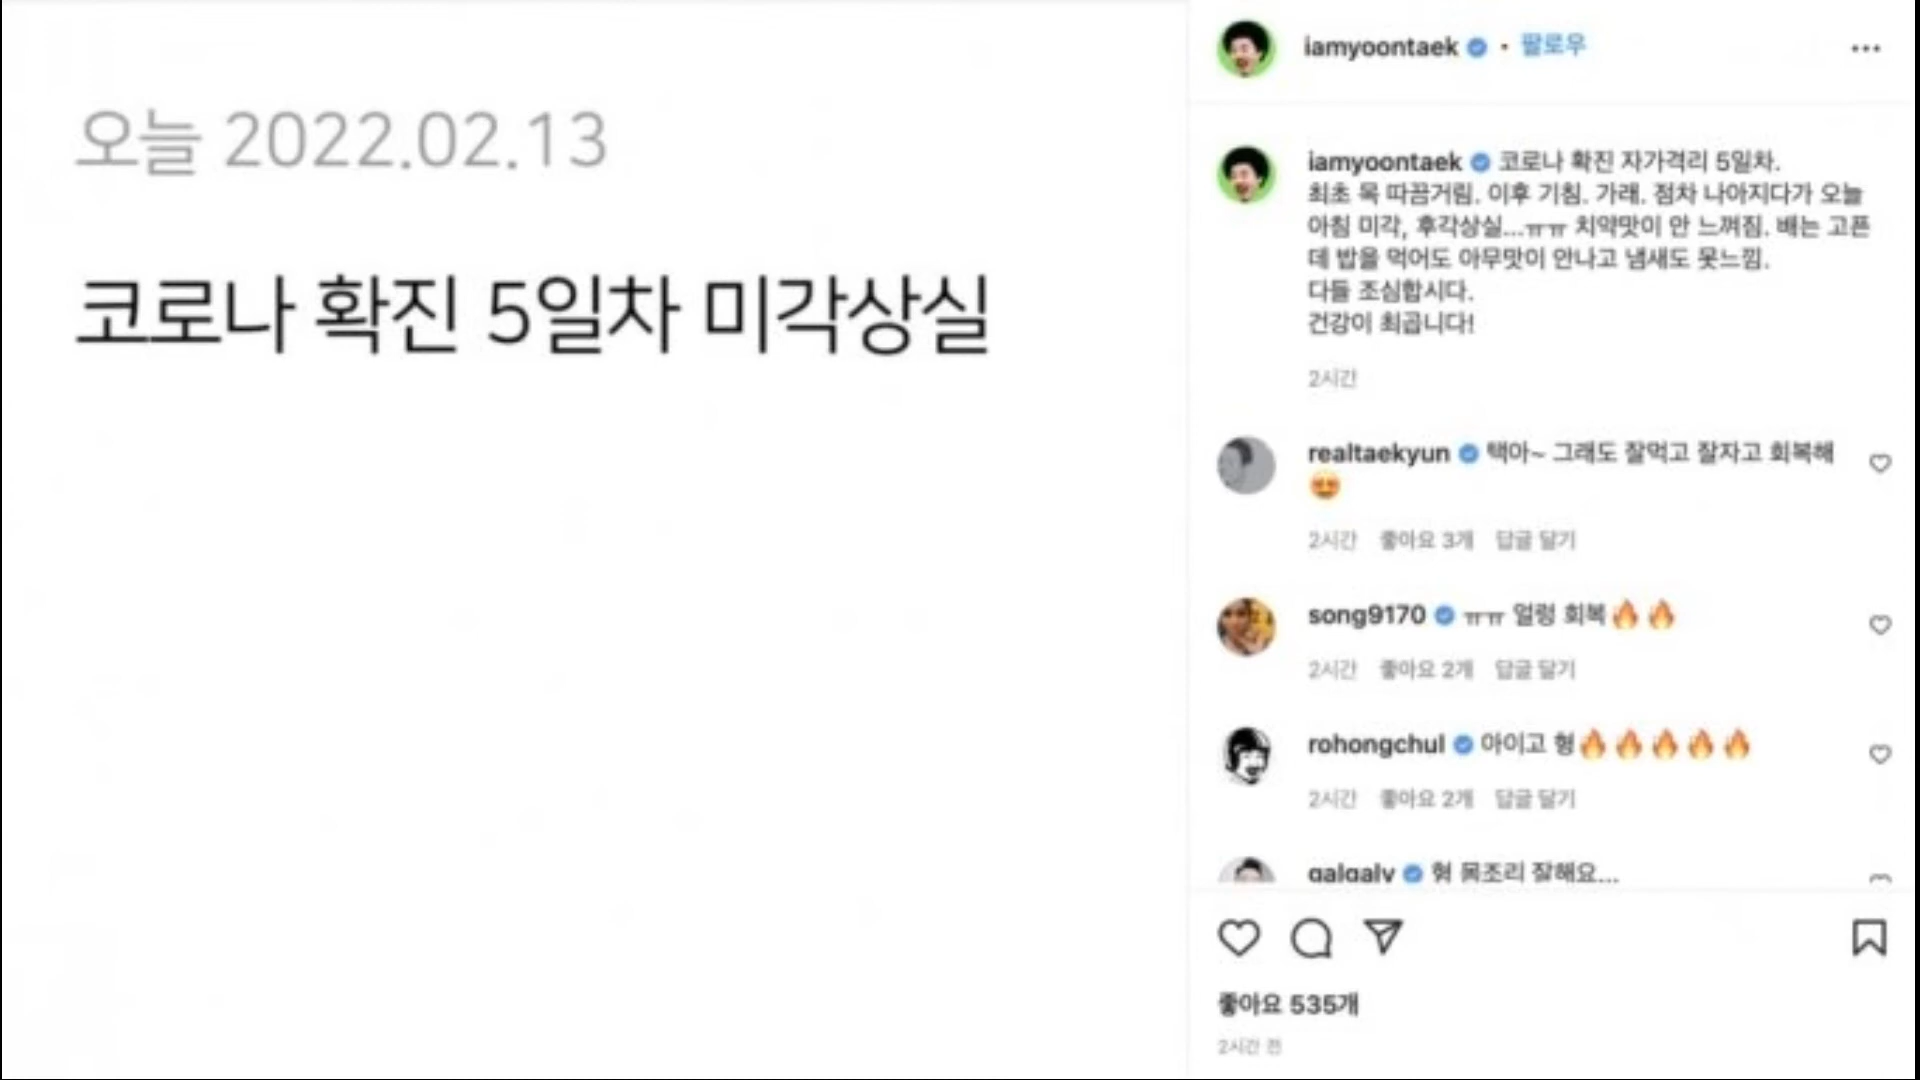 오늘 2022.02.13
코로나 확진 5일차 미각상실
iamyoontaek • 팔로우
iamyoontaek 코로나 확진 자가격리 5일차.
최초 목 따끔거림. 이후 기침. 가래. 점차 나아지다가 오늘
아침 미각, 후각상실...ㅠㅠ 치약맛이 안 느껴짐. 배는 고픈
데 밥을 먹어도 아무맛이 안나고 냄새도 못느낌.
다들 조심합시다.
건강이 최곱니다!
2시간
realtaekyun 택아~ 그래도 잘먹고 잘자고 회복해
😍
2시간 좋아요 3개 답글 달기
song9170 ㅠㅠ 얼렁 회복🔥🔥
2시간 좋아요 2개 답글 달기
rohongchul 아이고 형🔥🔥🔥🔥🔥
2시간 좋아요 2개 답글 달기
galgaly 형 몸조리 잘해요...
좋아요 535개
2시간 전